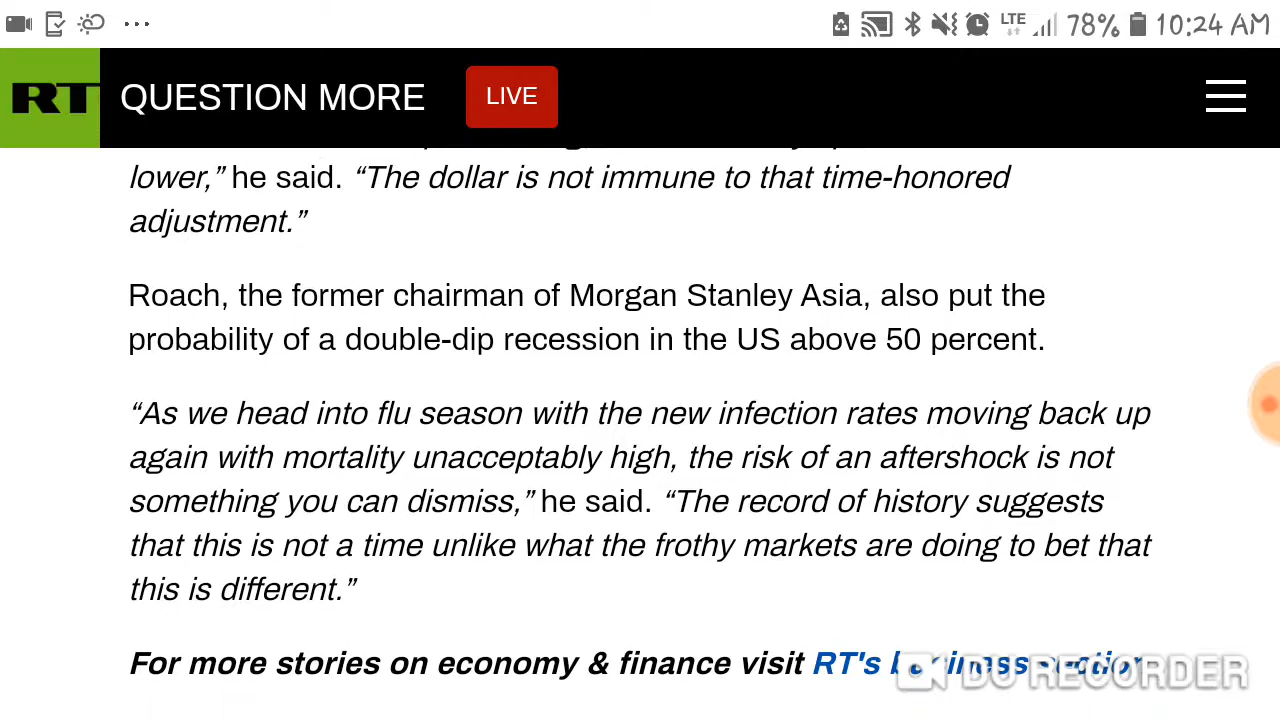 LTE 78% 10:24 AM
RT QUESTION MORE LIVE
lower,” he said. “The dollar is not immune to that time-honored
adjustment.”
Roach, the former chairman of Morgan Stanley Asia, also put the
probability of a double-dip recession in the US above 50 percent.
“As we head into flu season with the new infection rates moving back up
again with mortality unacceptably high, the risk of an aftershock is not
something you can dismiss,” he said. “The record of history suggests
that this is not a time unlike what the frothy markets are doing to bet that
this is different.”
For more stories on economy & finance visit RT's business section
DU RECORDER